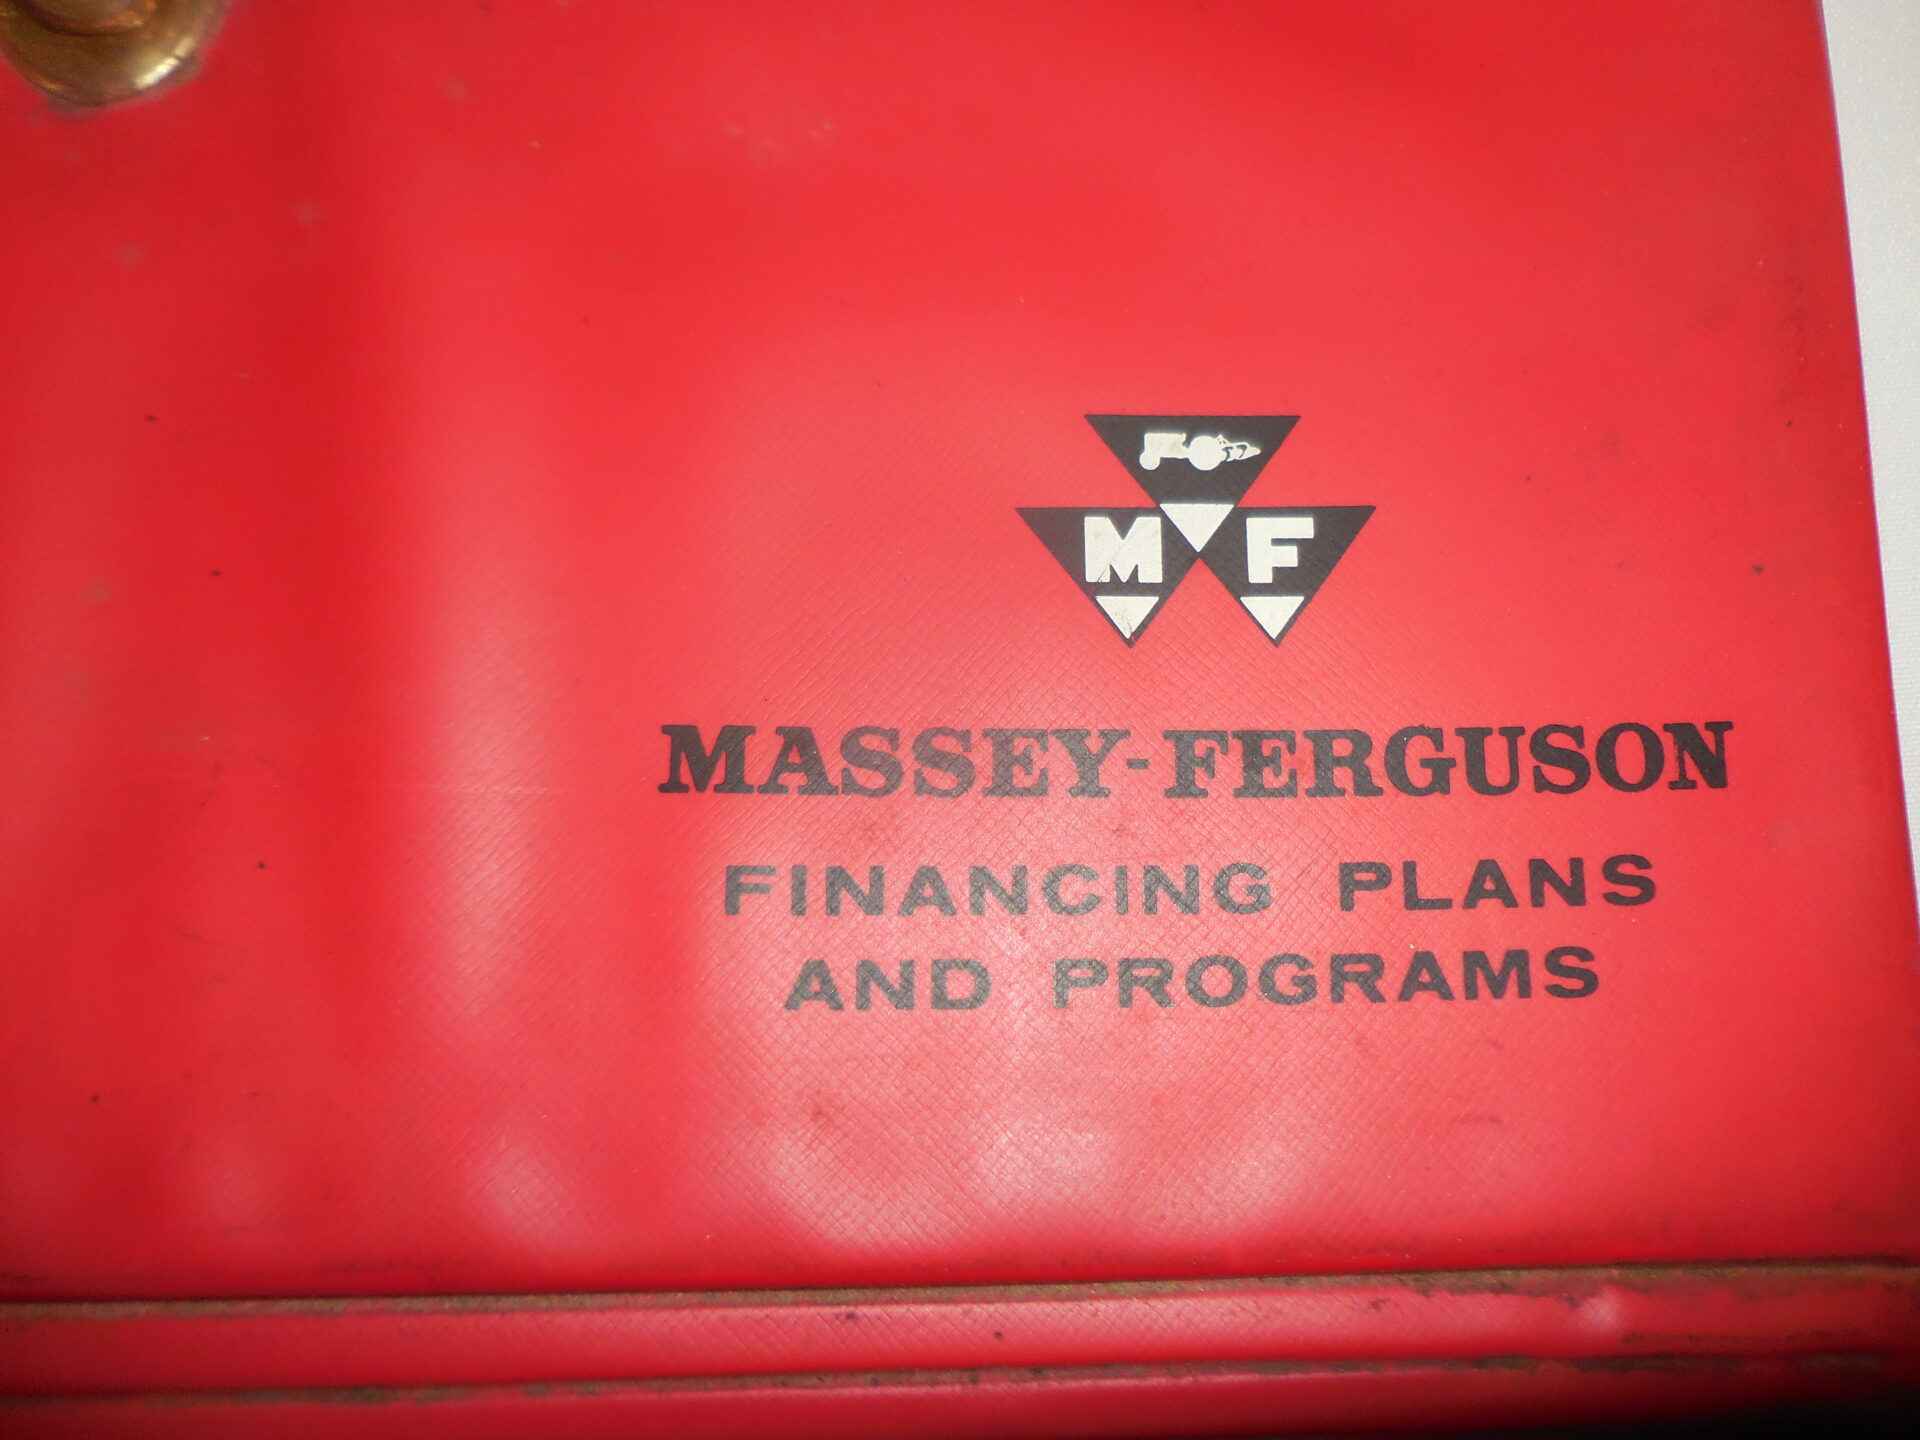 M F
MASSEY-FERGUSON
FINANCING PLANS
AND PROGRAMS